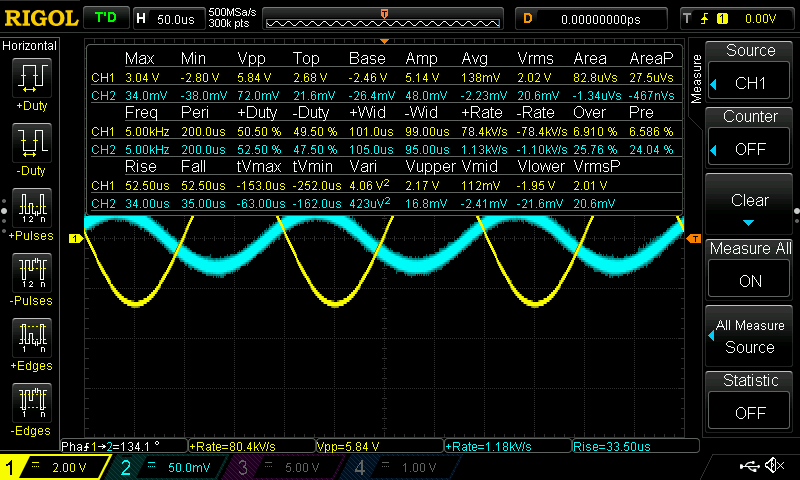 RIGOL T'D H 50.0us 500MSa/s 300k pts T D 0.00000000ps T 1 0.00V
Horizontal
+Duty
-Duty
+Pulses
-Pulses
+Edges
-Edges
Max Min Vpp Top Base Amp Avg Vrms Area AreaP
CH1 3.04 V -2.80 V 5.84 V 2.68 V -2.46 V 5.14 V 138mV 2.02 V 82.8uVs 27.5uVs
CH2 34.0mV -38.0mV 72.0mV 21.6mV -26.4mV 48.0mV -2.23mV 20.6mV -1.34uVs -467nVs
Freq Peri +Duty -Duty +Wid -Wid +Rate -Rate Over Pre
CH1 5.00kHz 200.0us 50.50 % 49.50 % 101.0us 99.00us 78.4kV/s -78.4kV/s 6.910 % 6.586 %
CH2 5.00kHz 200.0us 52.50 % 47.50 % 105.0us 95.00us 1.13kV/s -1.10kV/s 25.76 % 24.04 %
Rise Fall tVmax tVmin Vari Vupper Vmid Vlower VrmsP
CH1 52.50us 52.50us -153.0us -252.0us 4.06 V² 2.17 V 112mV -1.95 V 2.01 V
CH2 34.00us 35.00us -63.00us -162.0us 423uV² 16.8mV -2.41mV -21.6mV 20.6mV
1
T
Measure
Source
CH1
Counter
OFF
Clear
Measure All
ON
All Measure
Source
Statistic
OFF
1→2=134.1 ° +Rate=80.4kV/s Vpp=5.84 V +Rate=1.18kV/s Rise=33.50us
1 2.00 V 2 50.0mV 3 5.00 V 4 1.00 V